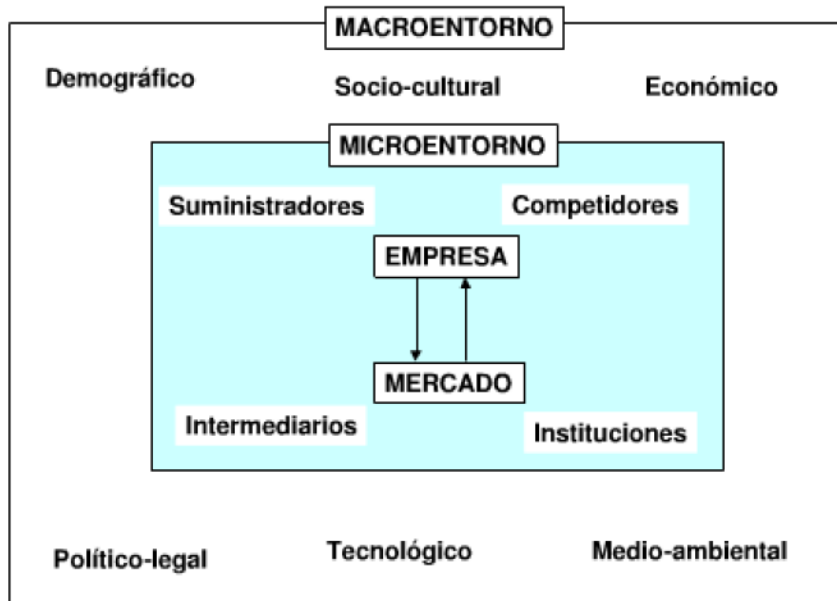 MACROENTORNO
Demográfico
Socio-cultural
Económico
MICROENTORNO
Suministradores
Competidores
EMPRESA
MERCADO
Intermediarios
Instituciones
Político-legal
Tecnológico
Medio-ambiental